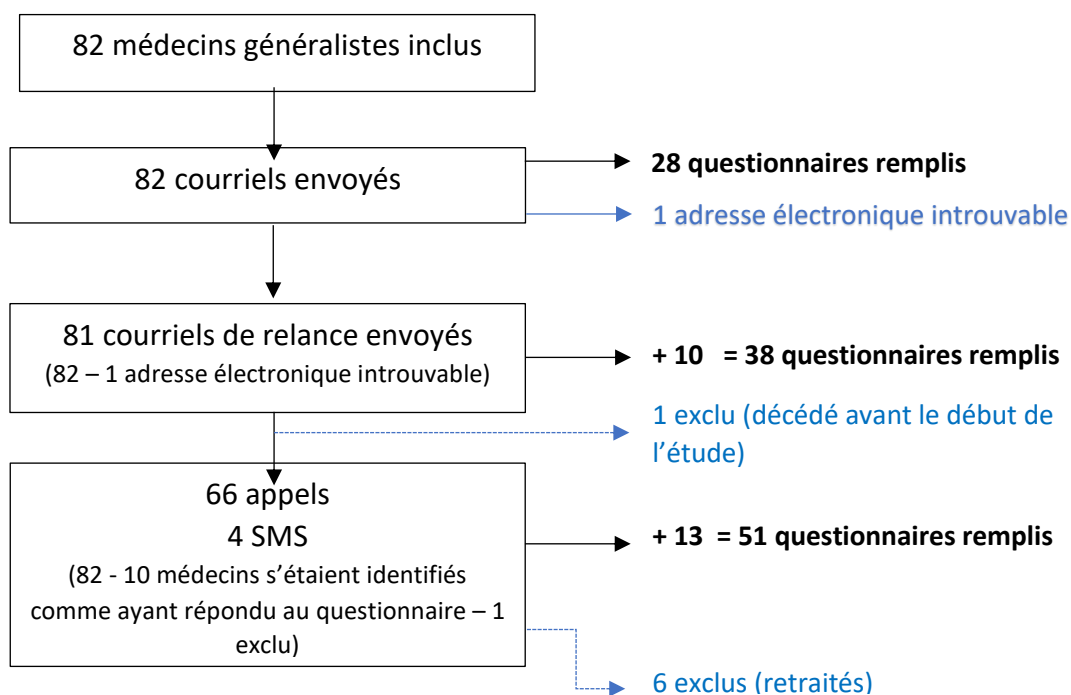 82 médecins généralistes inclus
82 courriels envoyés
28 questionnaires remplis
1 adresse électronique introuvable
81 courriels de relance envoyés
(82 – 1 adresse électronique introuvable)
+ 10 = 38 questionnaires remplis
1 exclu (décédé avant le début de
l’étude)
66 appels
4 SMS
(82 - 10 médecins s’étaient identifiés
comme ayant répondu au questionnaire – 1
exclu)
+ 13 = 51 questionnaires remplis
6 exclus (retraités)